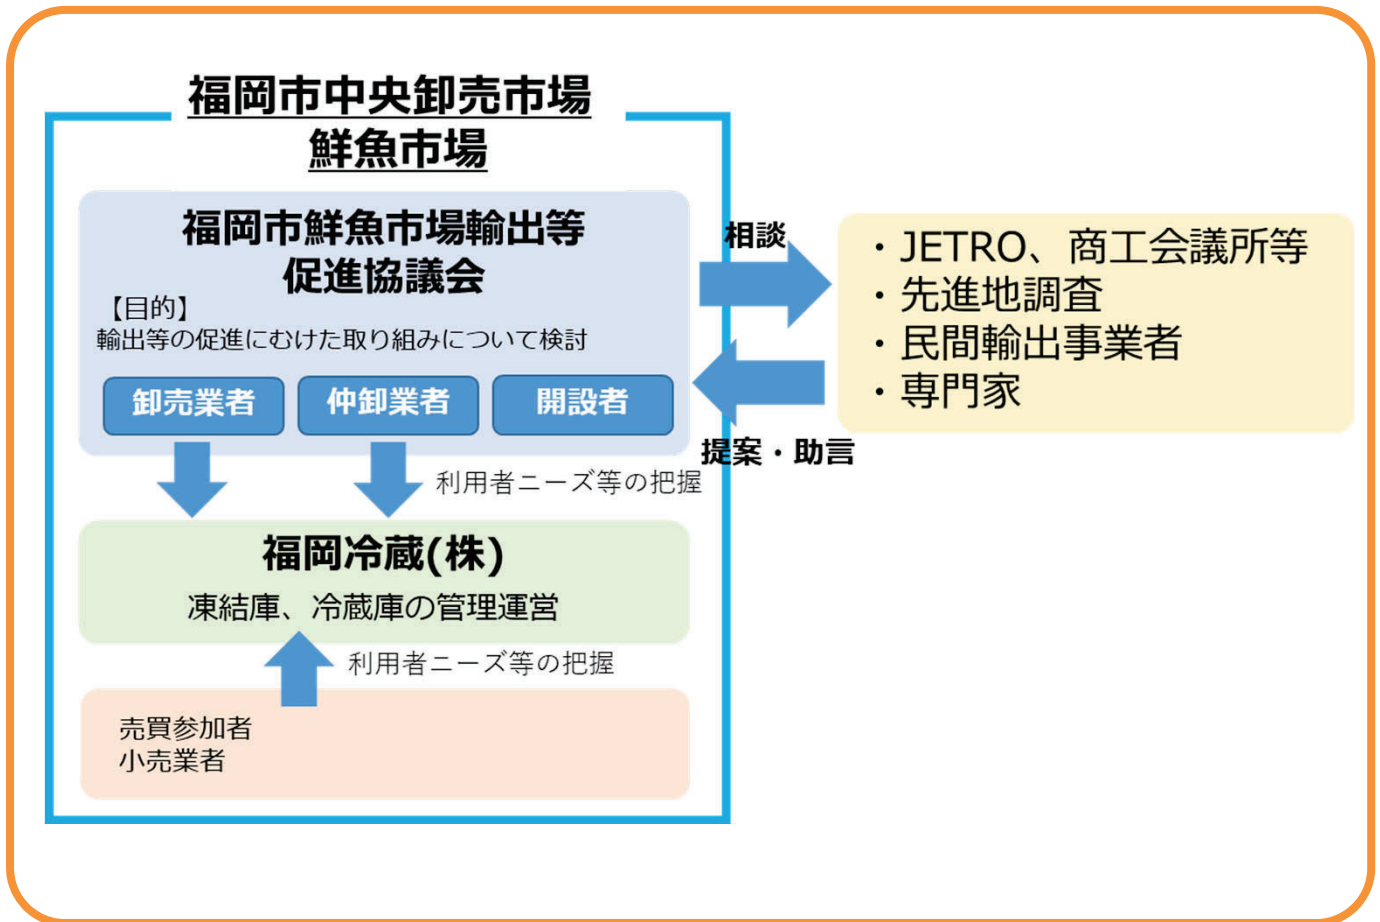 福岡市中央卸売市場
鮮魚市場
福岡市鮮魚市場輸出等
促進協議会
【目的】
輸出等の促進にむけた取り組みについて検討
卸売業者
仲卸業者
開設者
相談
・JETRO、商工会議所等
・先進地調査
・民間輸出事業者
・専門家
提案・助言
利用者ニーズ等の把握
福岡冷蔵(株)
凍結庫、冷蔵庫の管理運営
利用者ニーズ等の把握
売買参加者
小売業者